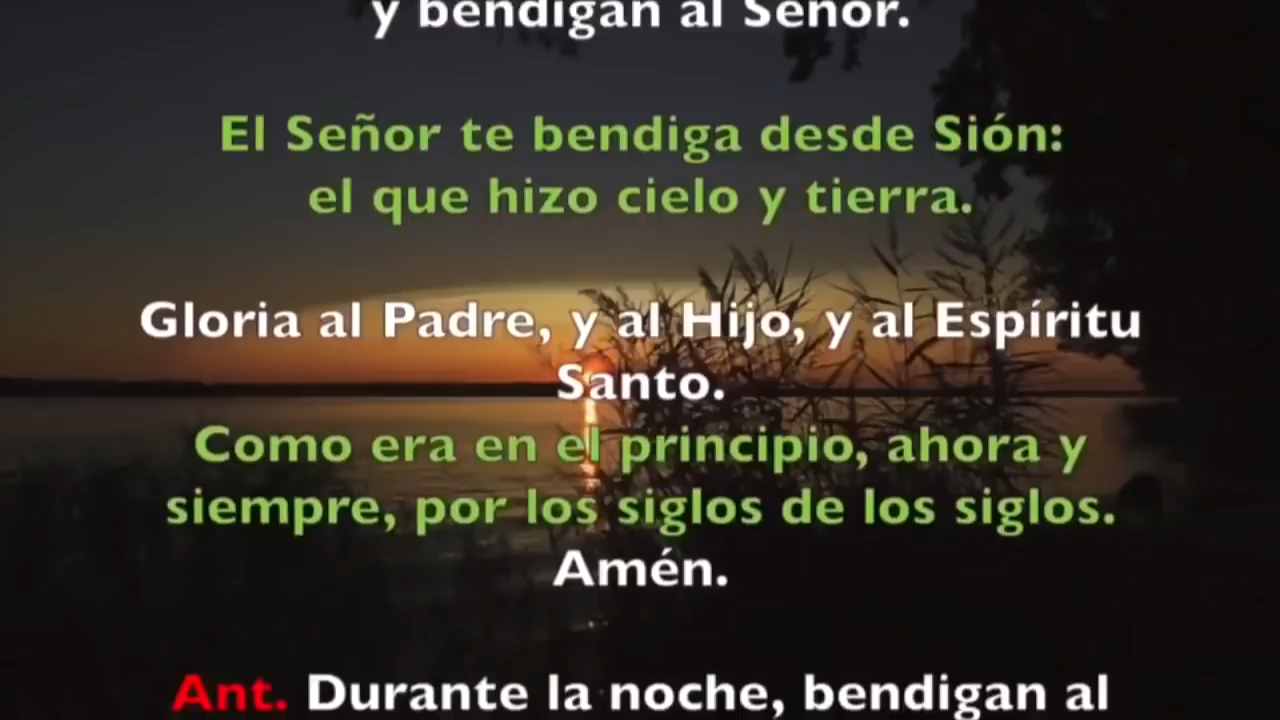 y bendigan al Señor.
El Señor te bendiga desde Sión:
el que hizo cielo y tierra.
Gloria al Padre, y al Hijo, y al Espíritu
Santo.
Como era en el principio, ahora y
siempre, por los siglos de los siglos.
Amén.
Ant. Durante la noche, bendigan al